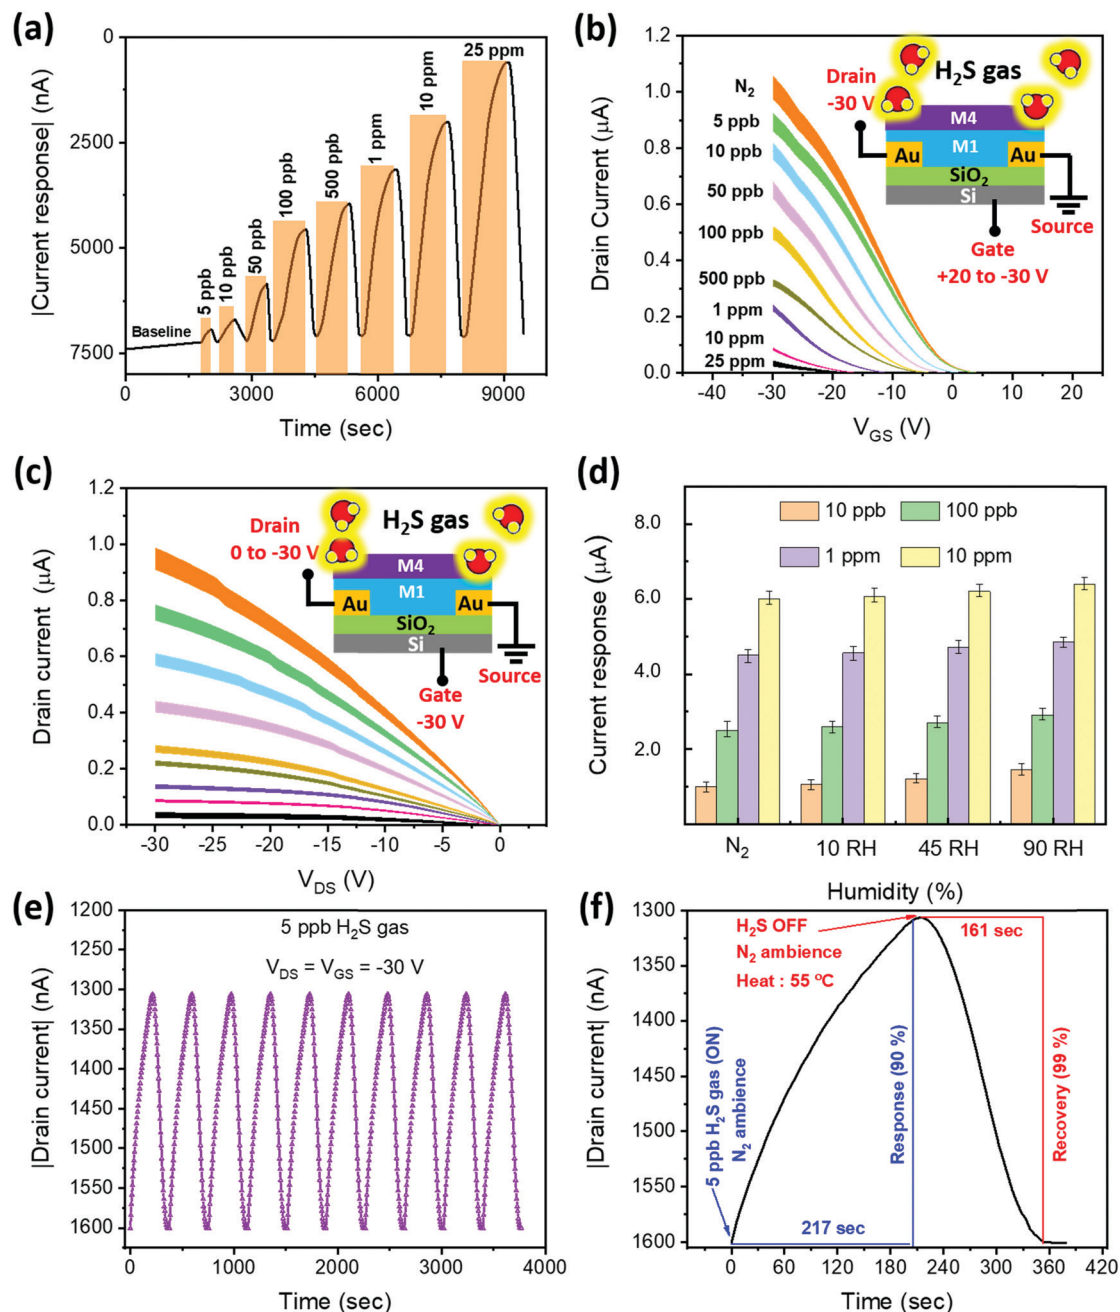 (a)
0
2500
5000
7500
|Current response| (nA)
Baseline
5 ppb
10 ppb
50 ppb
100 ppb
500 ppb
1 ppm
10 ppm
25 ppm
0
3000
6000
9000
Time (sec)
(b)
1.2
1.0
0.8
0.6
0.4
0.2
0.0
Drain Current (μA)
N2
5 ppb
10 ppb
50 ppb
100 ppb
500 ppb
1 ppm
10 ppm
25 ppm
H2S gas
Drain
-30 V
M4
M1
Au
Au
SiO2
Si
Source
Gate
+20 to -30 V
-40
-30
-20
-10
0
10
20
VGS (V)
(c)
1.2
1.0
0.8
0.6
0.4
0.2
0.0
Drain current (μA)
H2S gas
Drain
0 to -30 V
M4
M1
Au
Au
SiO2
Si
Source
Gate
-30 V
-30
-25
-20
-15
-10
-5
0
VDS (V)
(d)
8.0
6.0
4.0
2.0
0.0
Current response (μA)
10 ppb
100 ppb
1 ppm
10 ppm
N2
10 RH
45 RH
90 RH
Humidity (%)
(e)
1200
1250
1300
1350
1400
1450
1500
1550
1600
|Drain current| (nA)
5 ppb H2S gas
VDS = VGS = -30 V
0
1000
2000
3000
4000
Time (sec)
(f)
1300
1350
1400
1450
1500
1550
1600
|Drain current| (nA)
H2S OFF
N2 ambience
Heat : 55 °C
161 sec
5 ppb H2S gas (ON)
N2 ambience
Response (90 %)
Recovery (99 %)
217 sec
0
60
120
180
240
300
360
420
Time (sec)